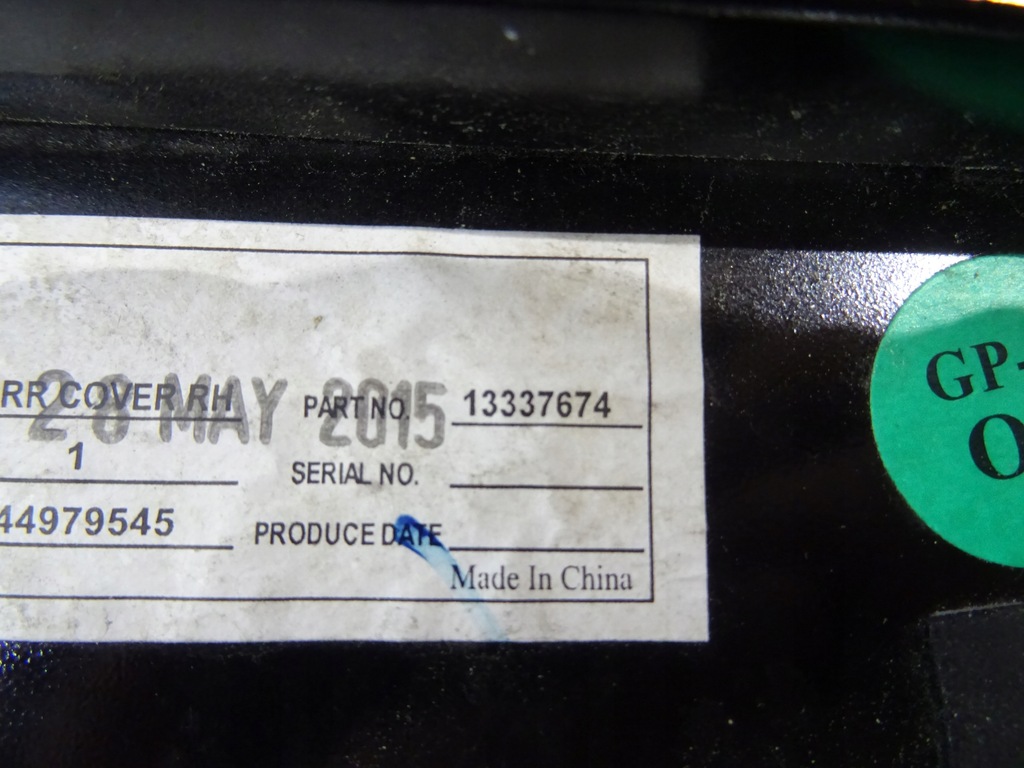 RR COVER RH PART NO. 13337674
28 MAY 2015
1 SERIAL NO.
44979545 PRODUCE DATE
Made In China
GP-
O